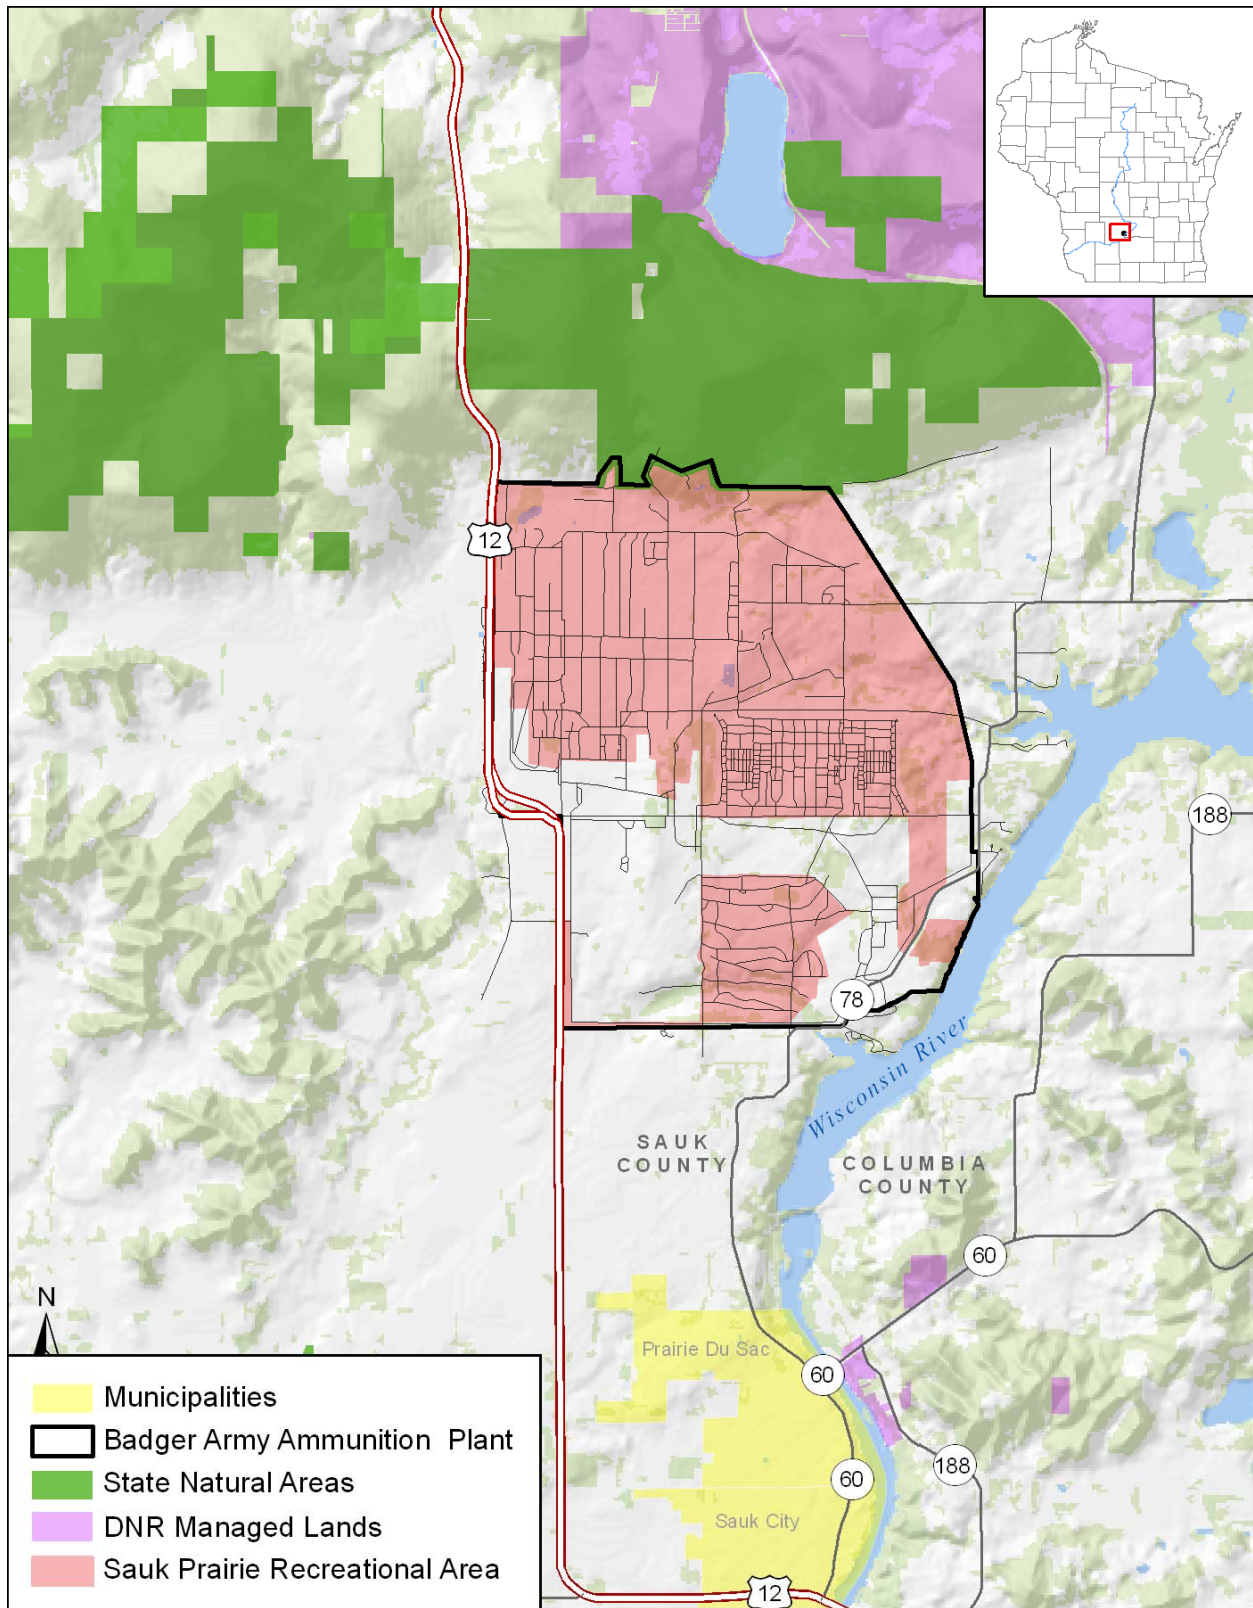 12
188
78
Wisconsin River
SAUK
COUNTY
COLUMBIA
COUNTY
60
N
Prairie Du Sac
60
188
60
Sauk City
12
Municipalities
Badger Army Ammunition Plant
State Natural Areas
DNR Managed Lands
Sauk Prairie Recreational Area